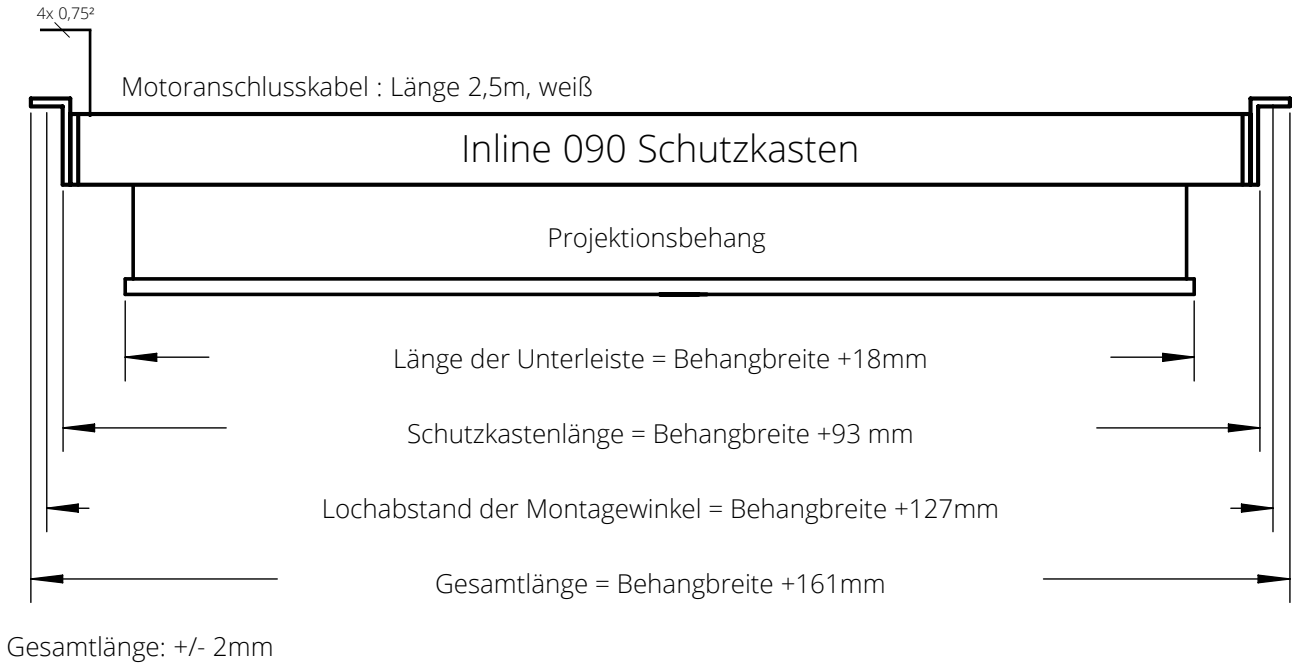 4x 0,75²
Motoranschlusskabel : Länge 2,5m, weiß
Inline 090 Schutzkasten
Projektionsbehang
Länge der Unterleiste = Behangbreite +18mm
Schutzkastenlänge = Behangbreite +93 mm
Lochabstand der Montagewinkel = Behangbreite +127mm
Gesamtlänge = Behangbreite +161mm
Gesamtlänge: +/- 2mm